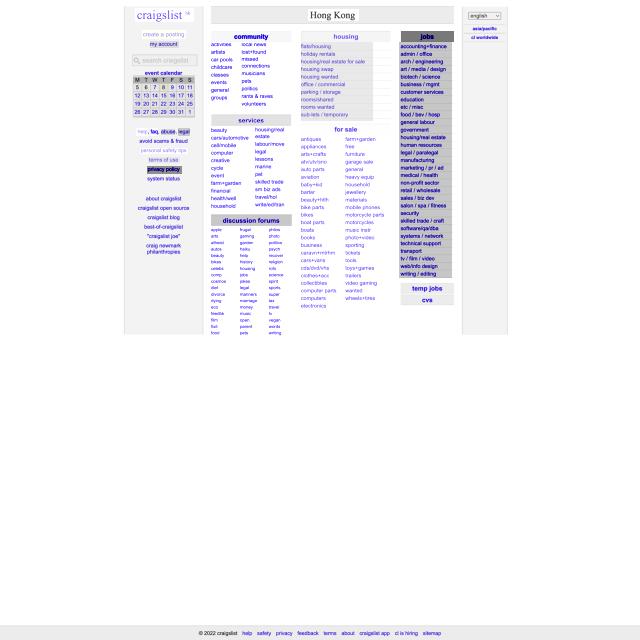 craigslist
create a posting
my account
search craigslist
event calendar
M T W T F S S
5 6 7 8 9 10 11
12 13 14 15 16 17 18
19 20 21 22 23 24 25
26 27 28 29 30 31 1
help, faq, abuse, legal
avoid scams & fraud
personal safety tips
terms of use
privacy policy
system status
about craigslist
craigslist open source
craigslist blog
best-of-craigslist
"craigslist joe"
craig newmark
philanthropies
Hong Kong
community
activities
artists
car pools
childcare
classes
events
general
groups
local news
lost+found
missed
connections
musicians
pets
politics
rants & raves
volunteers
services
beauty
cars/automotive
cell/mobile
computer
creative
cycle
event
farm+garden
financial
health/well
household
housing/real
estate
labour/move
legal
lessons
marine
pet
skilled trade
sm biz ads
travel/hol
write/ed/tran
discussion forums
apple
arts
atheist
autos
beauty
bikes
celebs
comp
cosmos
diet
divorce
dying
eco
feedbk
film
fixit
food
frugal
gaming
garden
haiku
help
history
housing
jobs
jokes
legal
manners
marriage
money
music
open
parent
pets
philos
photo
politics
psych
recover
religion
rofo
science
spirit
sports
super
tax
travel
tv
vegan
words
writing
housing
flats/housing
holiday rentals
housing/real estate for sale
housing swap
housing wanted
office / commercial
parking / storage
rooms/shared
rooms wanted
sub-lets / temporary
for sale
antiques
appliances
arts+crafts
atv/utv/sno
auto parts
aviation
baby+kid
barter
beauty+hlth
bike parts
bikes
boat parts
boats
books
business
caravn+mtrhm
cars+vans
cds/dvd/vhs
clothes+acc
collectibles
computer parts
computers
electronics
farm+garden
free
furniture
garage sale
general
heavy equip
household
jewellery
materials
mobile phones
motorcycle parts
motorcycles
music instr
photo+video
sporting
tickets
tools
toys+games
trailers
video gaming
wanted
wheels+tires
jobs
accounting+finance
admin / office
arch / engineering
art / media / design
biotech / science
business / mgmt
customer services
education
etc / misc
food / bev / hosp
general labour
government
housing/real estate
human resources
legal / paralegal
manufacturing
marketing / pr / ad
medical / health
non-profit sector
retail / wholesale
sales / biz dev
salon / spa / fitness
security
skilled trade / craft
software/qa/dba
systems / network
technical support
transport
tv / film / video
web/info design
writing / editing
temp jobs
cvs
english
asia/pacific
cl worldwide
© 2022 craigslist help safety privacy feedback terms about craigslist app cl is hiring sitemap